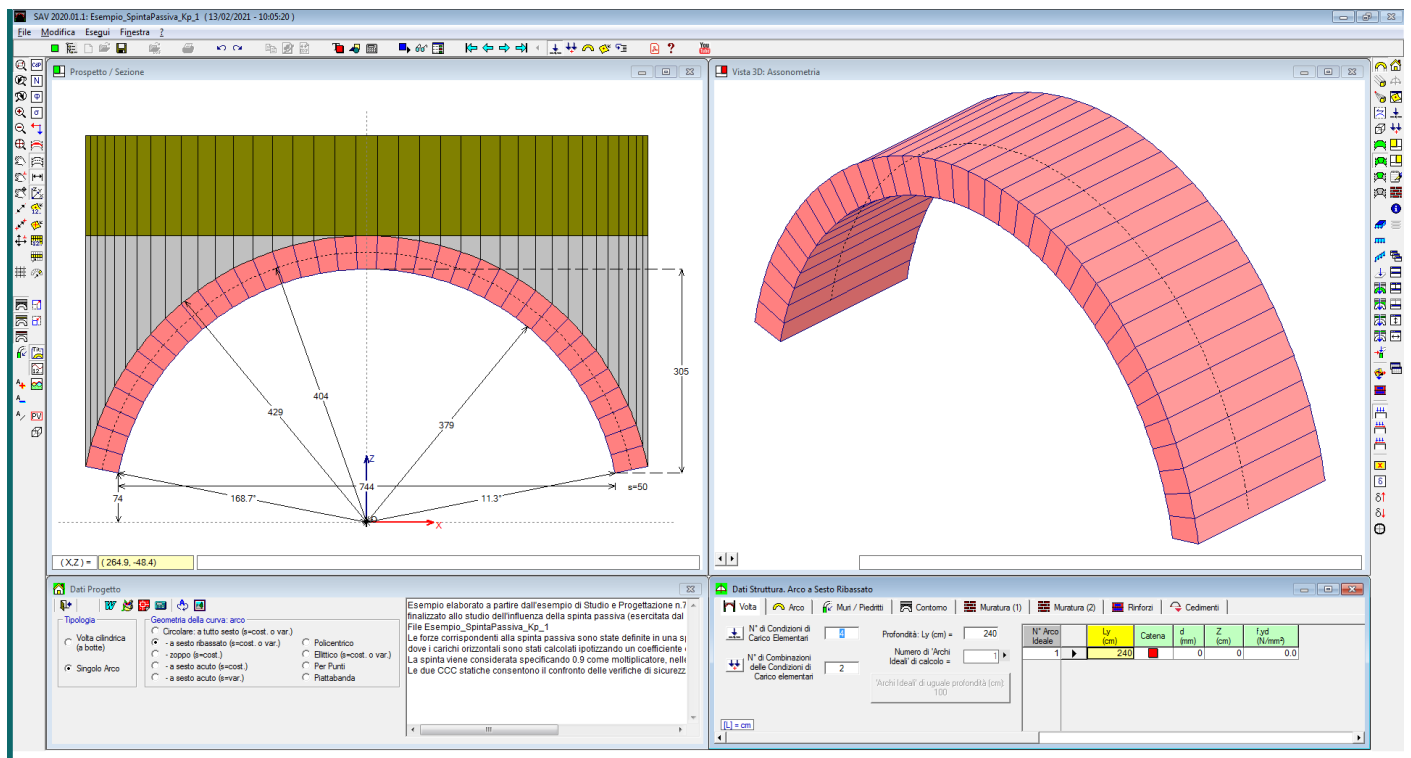 SAV 2020.01.1: Esempio_SpintaPassiva_Kp_1 ( 13/02/2021 - 10:05:20 )
File Modifica Esegui Finestra ?
You
Prospetto / Sezione
CdP
N
Φ
σ
12
A+
A_
A/
PV
305
404
429
379
Z
744
74
168.7°
11.3°
s=50
X
( X,Z ) = ( 264.9, -48.4)
Vista 3D: Assonometria
x
δ
δ↑
δ↓
Dati Progetto
Tipologia
Volta cilindrica
(a botte)
Singolo Arco
Geometria della curva: arco
Circolare: a tutto sesto (s=cost. o var.)
- a sesto ribassato (s=cost. o var.)
- zoppo (s=cost.)
- a sesto acuto (s=cost.)
- a sesto acuto (s=var.)
Policentrico
Ellittico (s=cost. o var.)
Per Punti
Piattabanda
Esempio elaborato a partire dall'esempio di Studio e Progettazione n.7
finalizzato allo studio dell'influenza della spinta passiva (esercitata dal
File Esempio_SpintaPassiva_Kp_1
Le forze corrispondenti alla spinta passiva sono state definite in una
dove i carichi orizzontali sono stati calcolati ipotizzando un coefficiente
La spinta viene considerata specificando 0.9 come moltiplicatore, nelle
Le due CCC statiche consentono il confronto delle verifiche di sicurezz
Dati Struttura. Arco a Sesto Ribassato
Volta Arco Muri / Piedritti Contorno Muratura (1) Muratura (2) Rinforzi Cedimenti
N° di Condizioni di
Carico Elementari 4
N° di Combinazioni
delle Condizioni di
Carico elementari 2
Profondità: Ly (cm) = 240
Numero di 'Archi
Ideali' di calcolo = 1
'Archi Ideali' di uguale profondità (cm):
100
[L] = cm
N° Arco Ideale Ly (cm) Catena d (mm) Z (cm) f,yd (N/mm²)
1 240 0 0 0.0